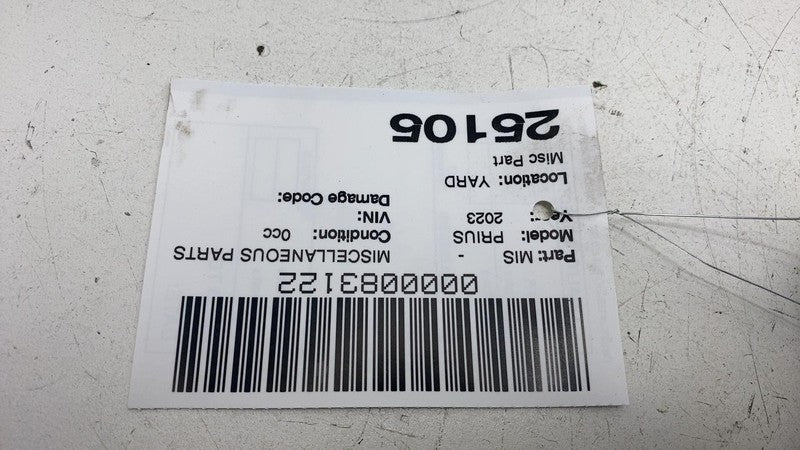 0000083122
Part: MIS - MISCELLANEOUS PARTS
Model: PRIUS Condition: 0cc
Year: 2023 VIN:
Damage Code:
Location: YARD
Misc Part
25105